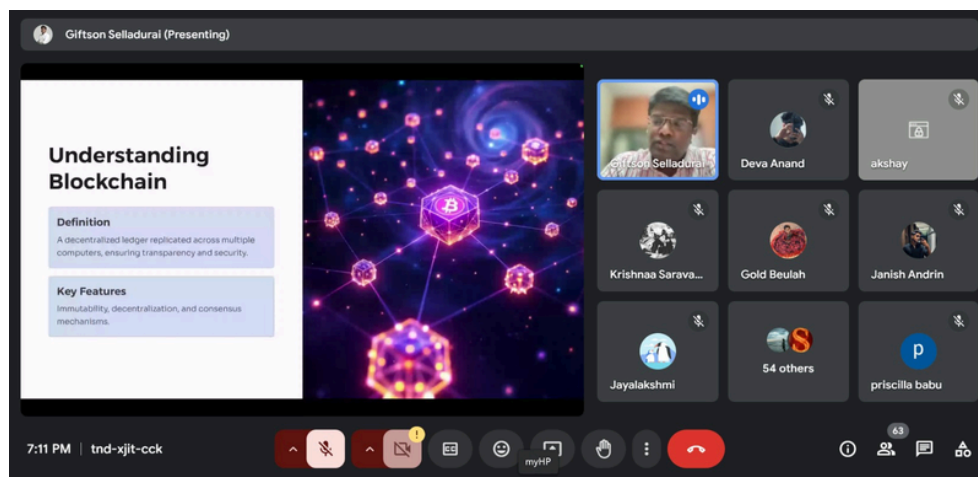 Giftson Selladurai (Presenting)
Understanding
Blockchain
Definition
A decentralized ledger replicated across multiple
computers, ensuring transparency and security.
Key Features
Immutability, decentralization, and consensus
mechanisms.
Giftson Selladurai
Deva Anand
akshay
Krishnaa Sarava...
Gold Beulah
Janish Andrin
Jayalakshmi
S
54 others
p
priscilla babu
7:11 PM | tnd-xjit-cck
CC
myHP
63